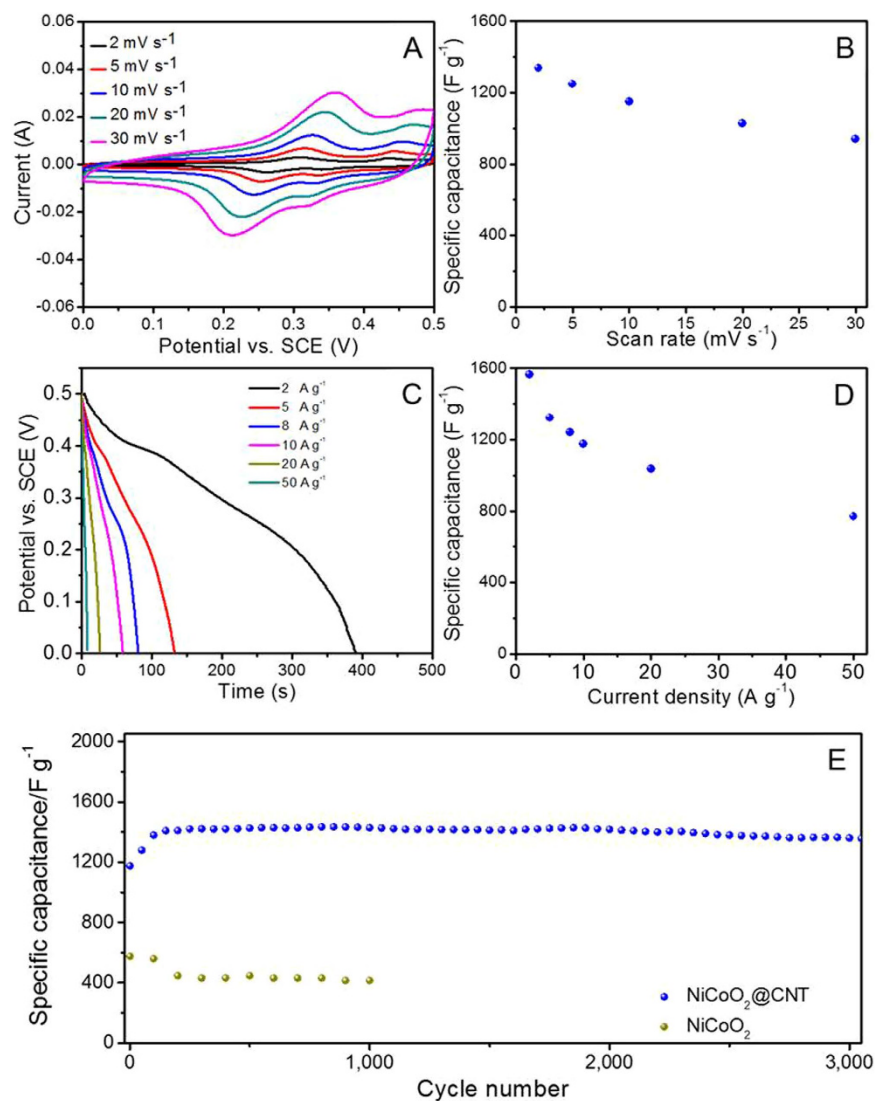 A
2 mV s-1
5 mV s-1
10 mV s-1
20 mV s-1
30 mV s-1
Current (A)
0.06
0.04
0.02
0.00
-0.02
-0.04
-0.06
0.0 0.1 0.2 0.3 0.4 0.5
Potential vs. SCE (V)
B
Specific capacitance (F g-1)
1600
1200
800
400
0
0 5 10 15 20 25 30
Scan rate (mV s-1)
C
2 A g-1
5 A g-1
8 A g-1
10 A g-1
20 A g-1
50 A g-1
Potential vs. SCE (V)
0.5
0.4
0.3
0.2
0.1
0.0
0 100 200 300 400 500
Time (s)
D
Specific capacitance (F g-1)
1600
1200
800
400
0
0 10 20 30 40 50
Current density (A g-1)
E
Specific capacitance/F g-1
2000
1600
1200
800
400
0
NiCoO2@CNT
NiCoO2
0 1,000 2,000 3,000
Cycle number